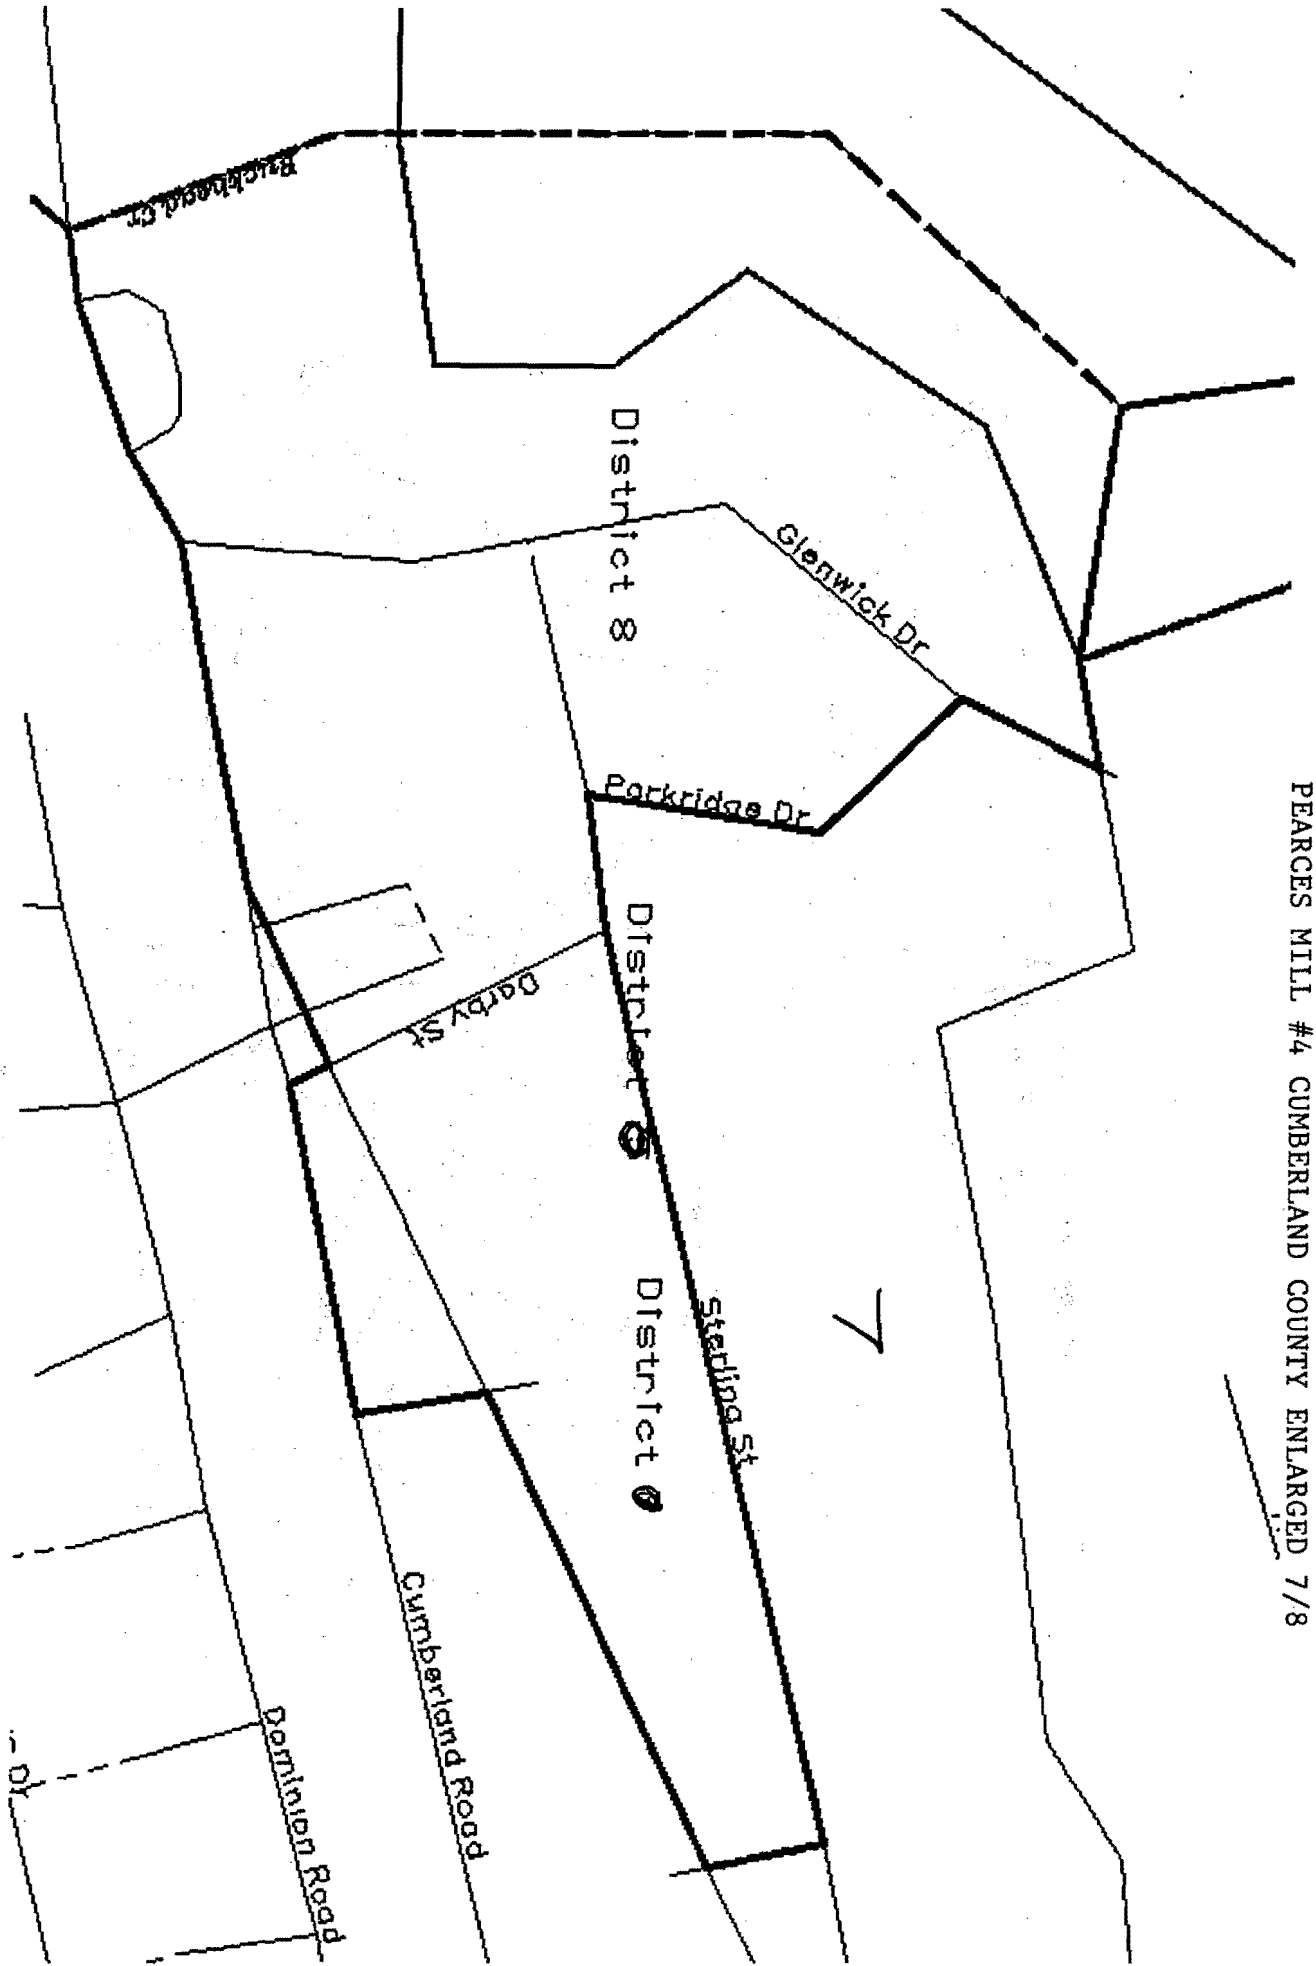 PEARCES MILL #4 CUMBERLAND COUNTY ENLARGED 7/8
Buckhead Ct
District 8
Glenwick Dr
Parkridge Dr
District
Darby St
District
Sterling St
7
Cumberland Road
Dominion Road
Dr